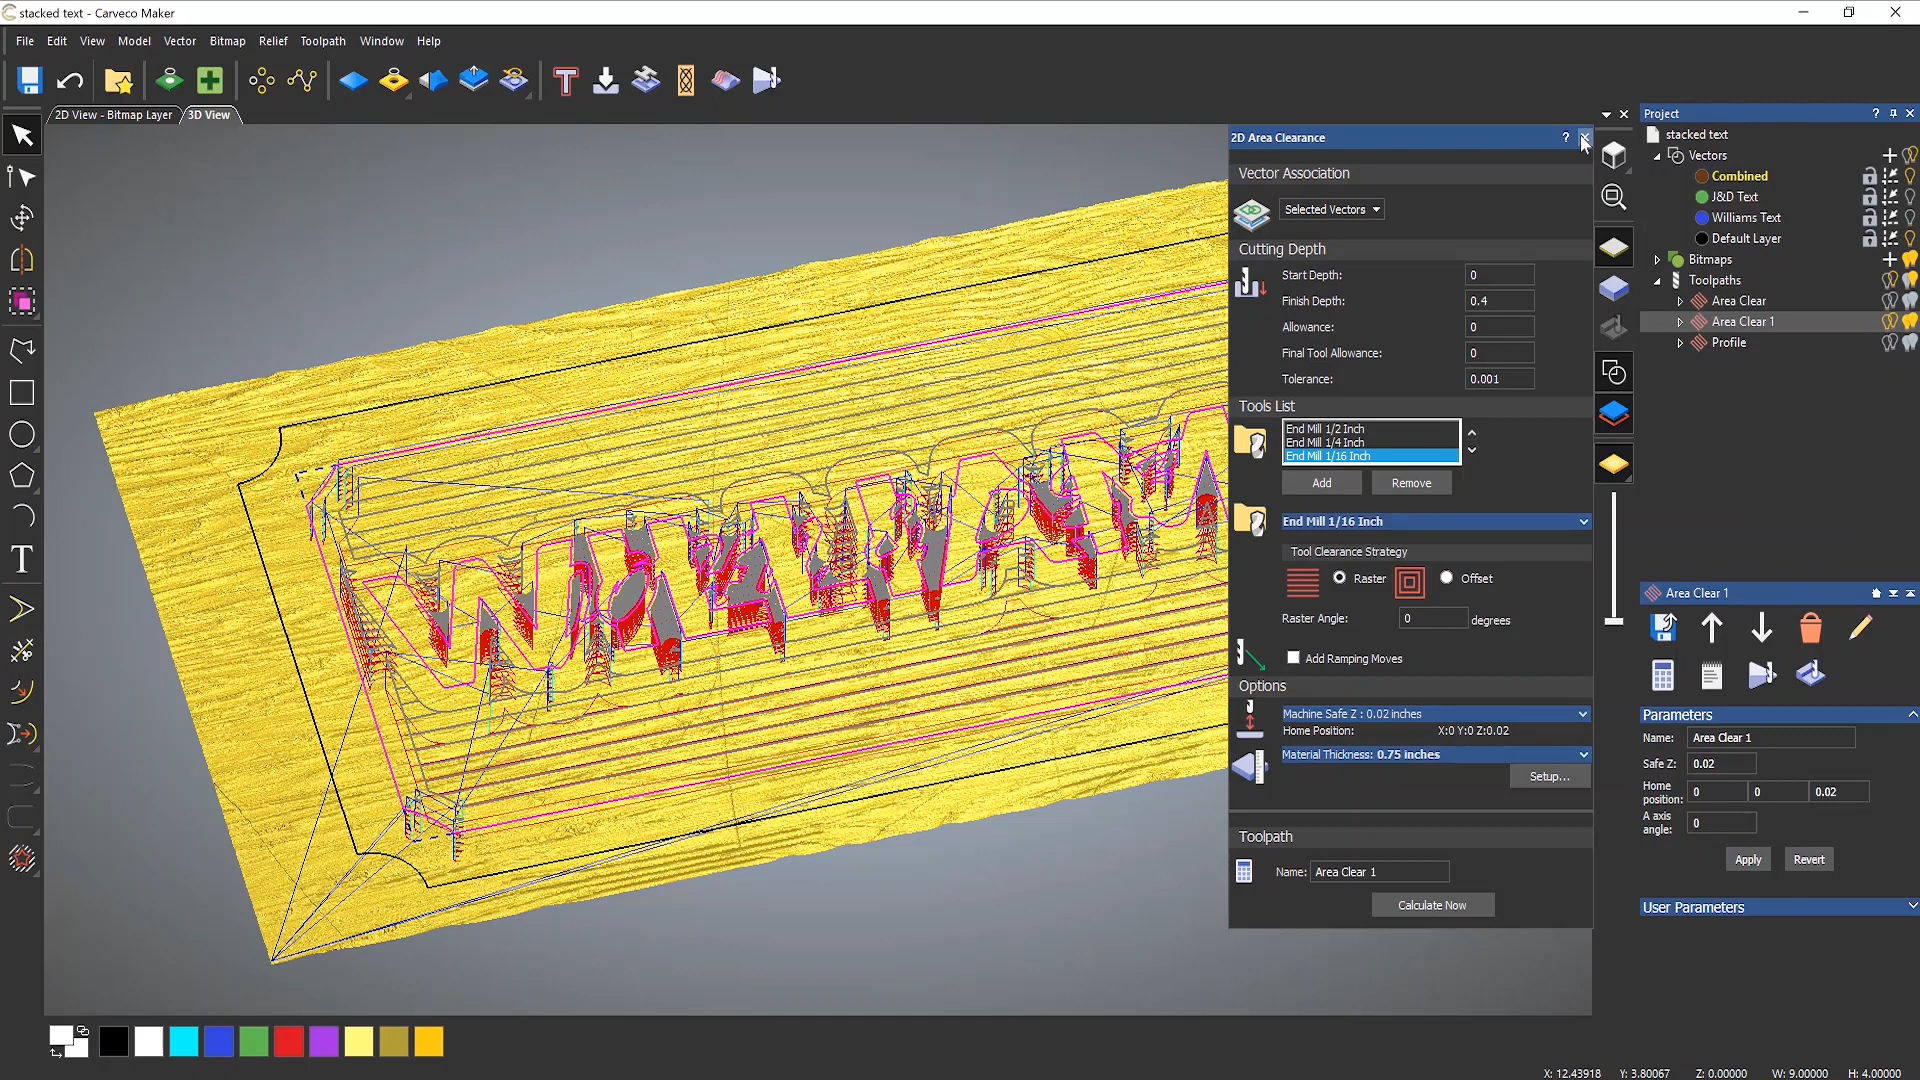 stacked text - Carveco Maker
File Edit View Model Vector Bitmap Relief Toolpath Window Help
2D View - Bitmap Layer 3D View
2D Area Clearance ?
Vector Association
Selected Vectors
Cutting Depth
Start Depth: 0
Finish Depth: 0.4
Allowance: 0
Final Tool Allowance: 0
Tolerance: 0.001
Tools List
End Mill 1/2 Inch
End Mill 1/4 Inch
End Mill 1/16 Inch
Add Remove
End Mill 1/16 Inch
Tool Clearance Strategy
Raster Offset
Raster Angle: 0 degrees
Add Ramping Moves
Options
Machine Safe Z : 0.02 inches
Home Position: X:0 Y:0 Z:0.02
Material Thickness: 0.75 inches
Setup...
Toolpath
Name: Area Clear 1
Calculate Now
Project ?
stacked text
Vectors
Combined
J&D Text
Williams Text
Default Layer
Bitmaps
Toolpaths
Area Clear
Area Clear 1
Profile
Area Clear 1
Parameters
Name: Area Clear 1
Safe Z: 0.02
Home position: 0 0 0.02
A axis angle: 0
Apply Revert
User Parameters
T
X: 12.43918 Y: 3.80067 Z: 0.00000 W: 9.00000 H: 4.00000